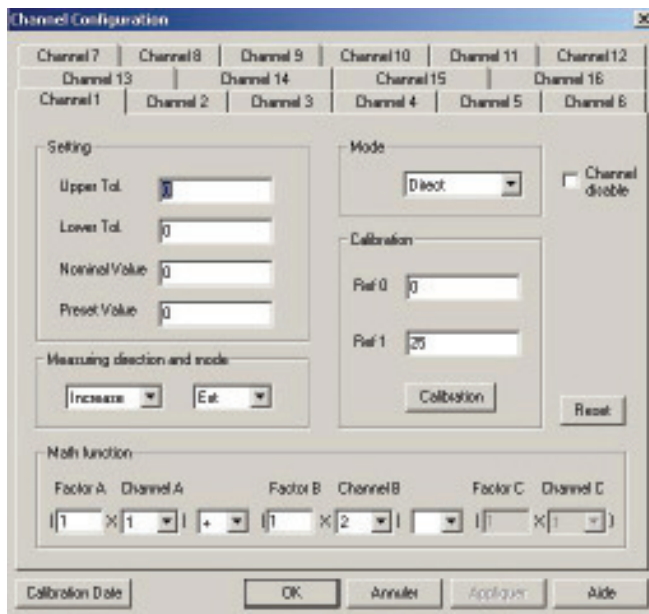 Channel Configuration
Channel 7 Channel 8 Channel 9 Channel 10 Channel 11 Channel 12
Channel 13 Channel 14 Channel 15 Channel 16
Channel 1 Channel 2 Channel 3 Channel 4 Channel 5 Channel 6
Setting
Upper Tol. 0
Lower Tol. 0
Nominal Value 0
Preset Value 0
Mode
Direct
Channel disable
Calibration
Ref 0 0
Ref 1 25
Calibration
Measuring direction and mode
Increase Ext
Reset
Math function
Factor A Channel A Factor B Channel B Factor C Channel C
(1 X 1 ) + (1 X 2 ) (1 X 1 )
Calibration Date OK Annuler Appliquer Aide